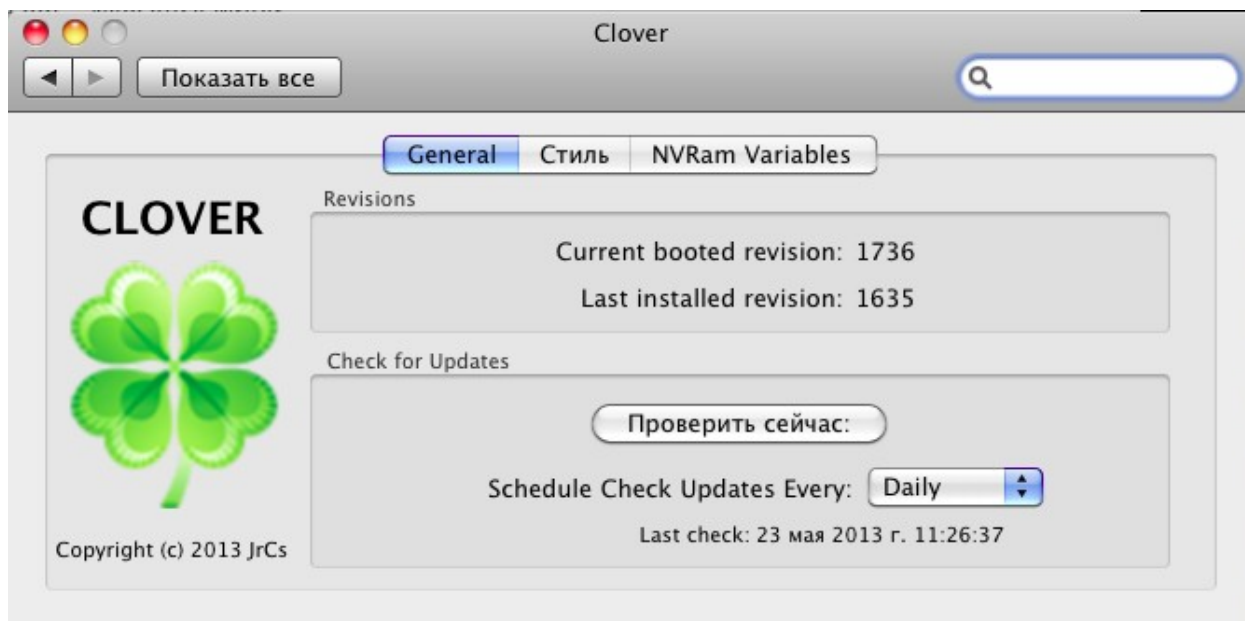 Clover
Показать все
General Стиль NVRam Variables
CLOVER
Revisions
Current booted revision: 1736
Last installed revision: 1635
Check for Updates
Проверить сейчас:
Schedule Check Updates Every: Daily
Last check: 23 мая 2013 г. 11:26:37
Copyright (c) 2013 JrCs